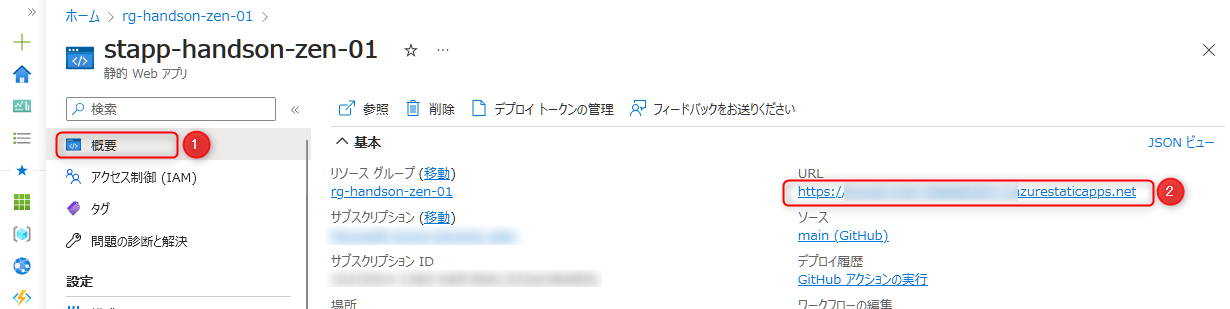 ホーム > rg-handson-zen-01 >
stapp-handson-zen-01
静的 Web アプリ
検索
参照 削除 デプロイ トークンの管理 フィードバックをお送りください
概要 1
アクセス制御 (IAM)
タグ
問題の診断と解決
設定
基本
JSON ビュー
リソース グループ (移動)
rg-handson-zen-01
サブスクリプション (移動)
サブスクリプション ID
場所
URL
https:/ azurestaticapps.net 2
ソース
main (GitHub)
デプロイ履歴
GitHub アクションの実行
ワークフローの編集